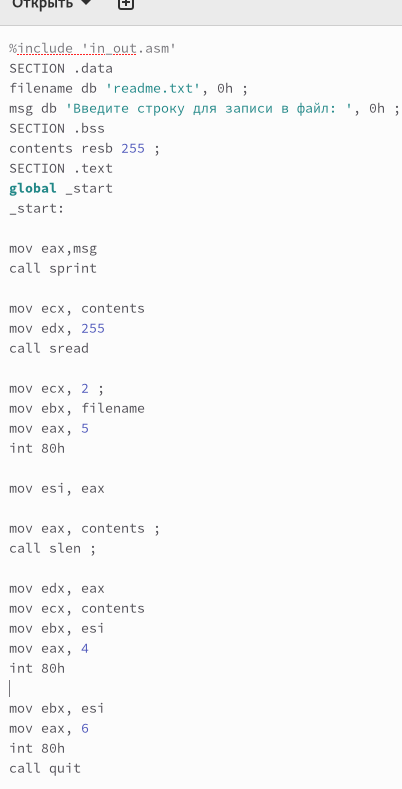 Открыть
%include 'in_out.asm'
SECTION .data
filename db 'readme.txt', 0h ;
msg db 'Введите строку для записи в файл: ', 0h ;
SECTION .bss
contents resb 255 ;
SECTION .text
global _start
_start:
mov eax,msg
call sprint
mov ecx, contents
mov edx, 255
call sread
mov ecx, 2 ;
mov ebx, filename
mov eax, 5
int 80h
mov esi, eax
mov eax, contents ;
call slen ;
mov edx, eax
mov ecx, contents
mov ebx, esi
mov eax, 4
int 80h
mov ebx, esi
mov eax, 6
int 80h
call quit